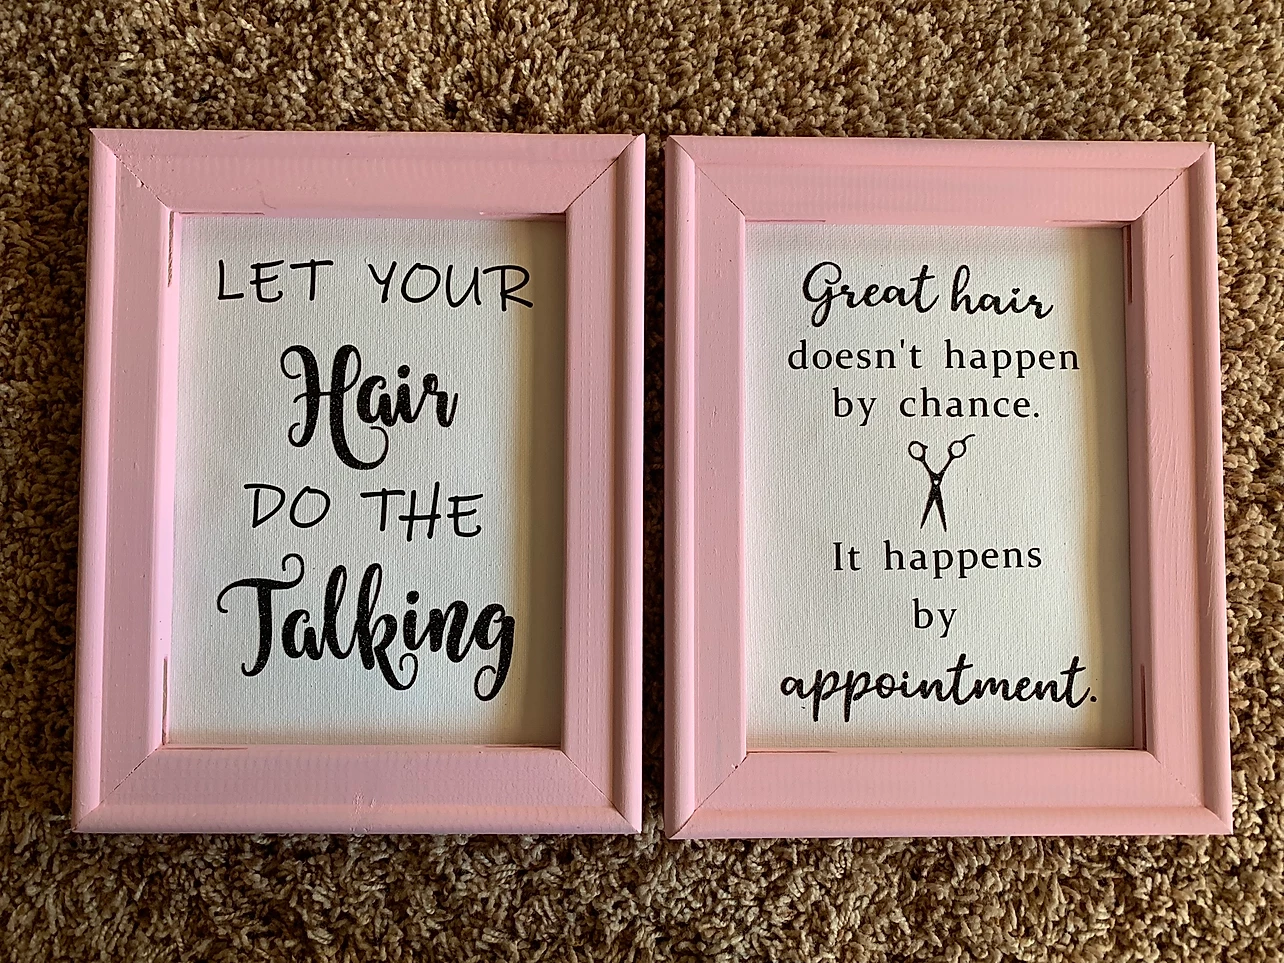 LET YOUR
Hair
DO THE
Talking
Great hair
doesn't happen
by chance.
It happens
by
appointment.